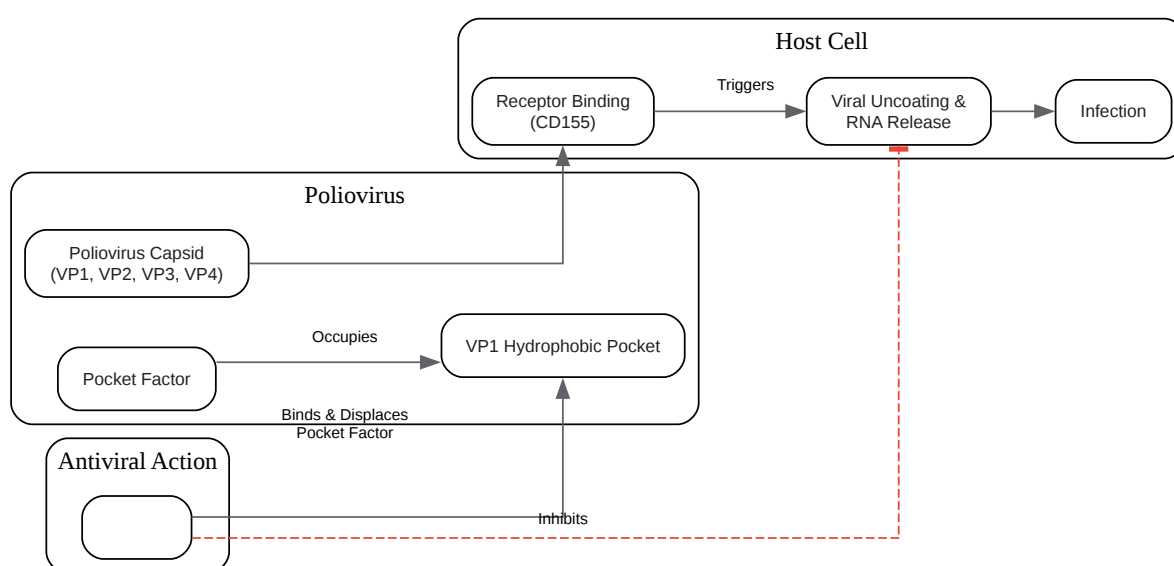 Host Cell
Receptor Binding
(CD155)
Triggers
Viral Uncoating &
RNA Release
Infection
Poliovirus
Poliovirus Capsid
(VP1, VP2, VP3, VP4)
Pocket Factor
Occupies
VP1 Hydrophobic Pocket
Binds & Displaces
Pocket Factor
Antiviral Action
Inhibits